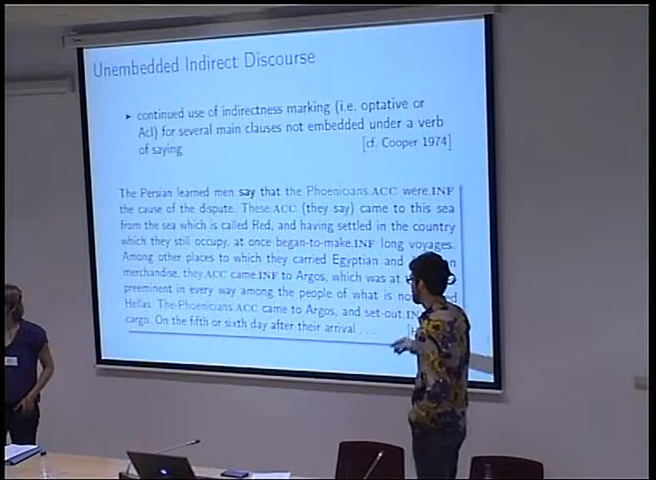 Unembedded Indirect Discourse
▸ continued use of indirectness marking (i.e. optative or
AcI) for several main clauses not embedded under a verb
of saying [cf. Cooper 1974]
The Persian learned men say that the Phoenicians.ACC were.INF
the cause of the dispute. These.ACC (they say) came to this sea
from the sea which is called Red, and having settled in the country
which they still occupy, at once began-to-make.INF long voyages.
Among other places to which they carried Egyptian and
merchandise, they ACC came.INF to Argos, which was at
preeminent in every way among the people of what is
Hellas. The-Phoenicians ACC came to Argos, and set-out
cargo. On the fifth or sixth day after their arrival ...